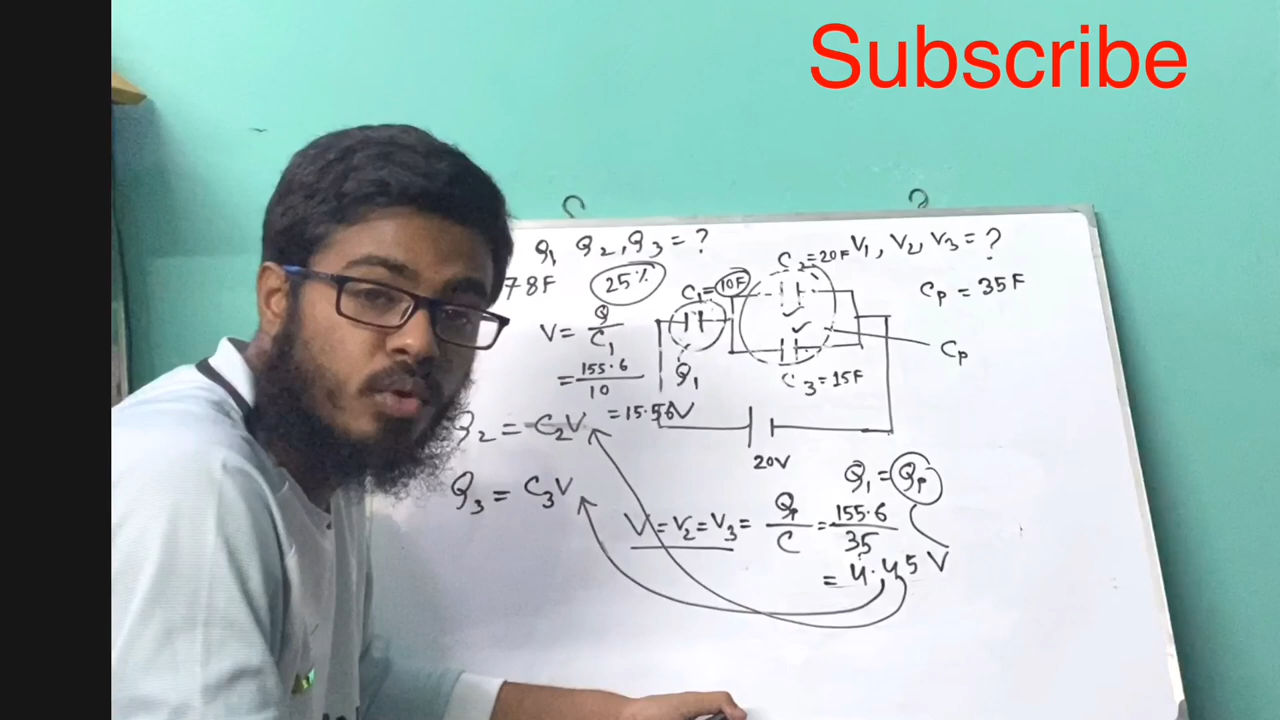 Subscribe
Q₁ Q₂, Q₃ = ?
V₁, V₂, V₃ = ?
78F
25%
C₁ = 10F
C₂ = 20F
Cp = 35F
V = Q/C₁
= 155.6/10
= 15.56V
Q₁
C₃ = 15F
Cp
20V
Q₂ = C₂V
Q₃ = C₃V
Q₁ = Qp
V = V₂ = V₃ = Qp/C = 155.6/35
= 4.45 V